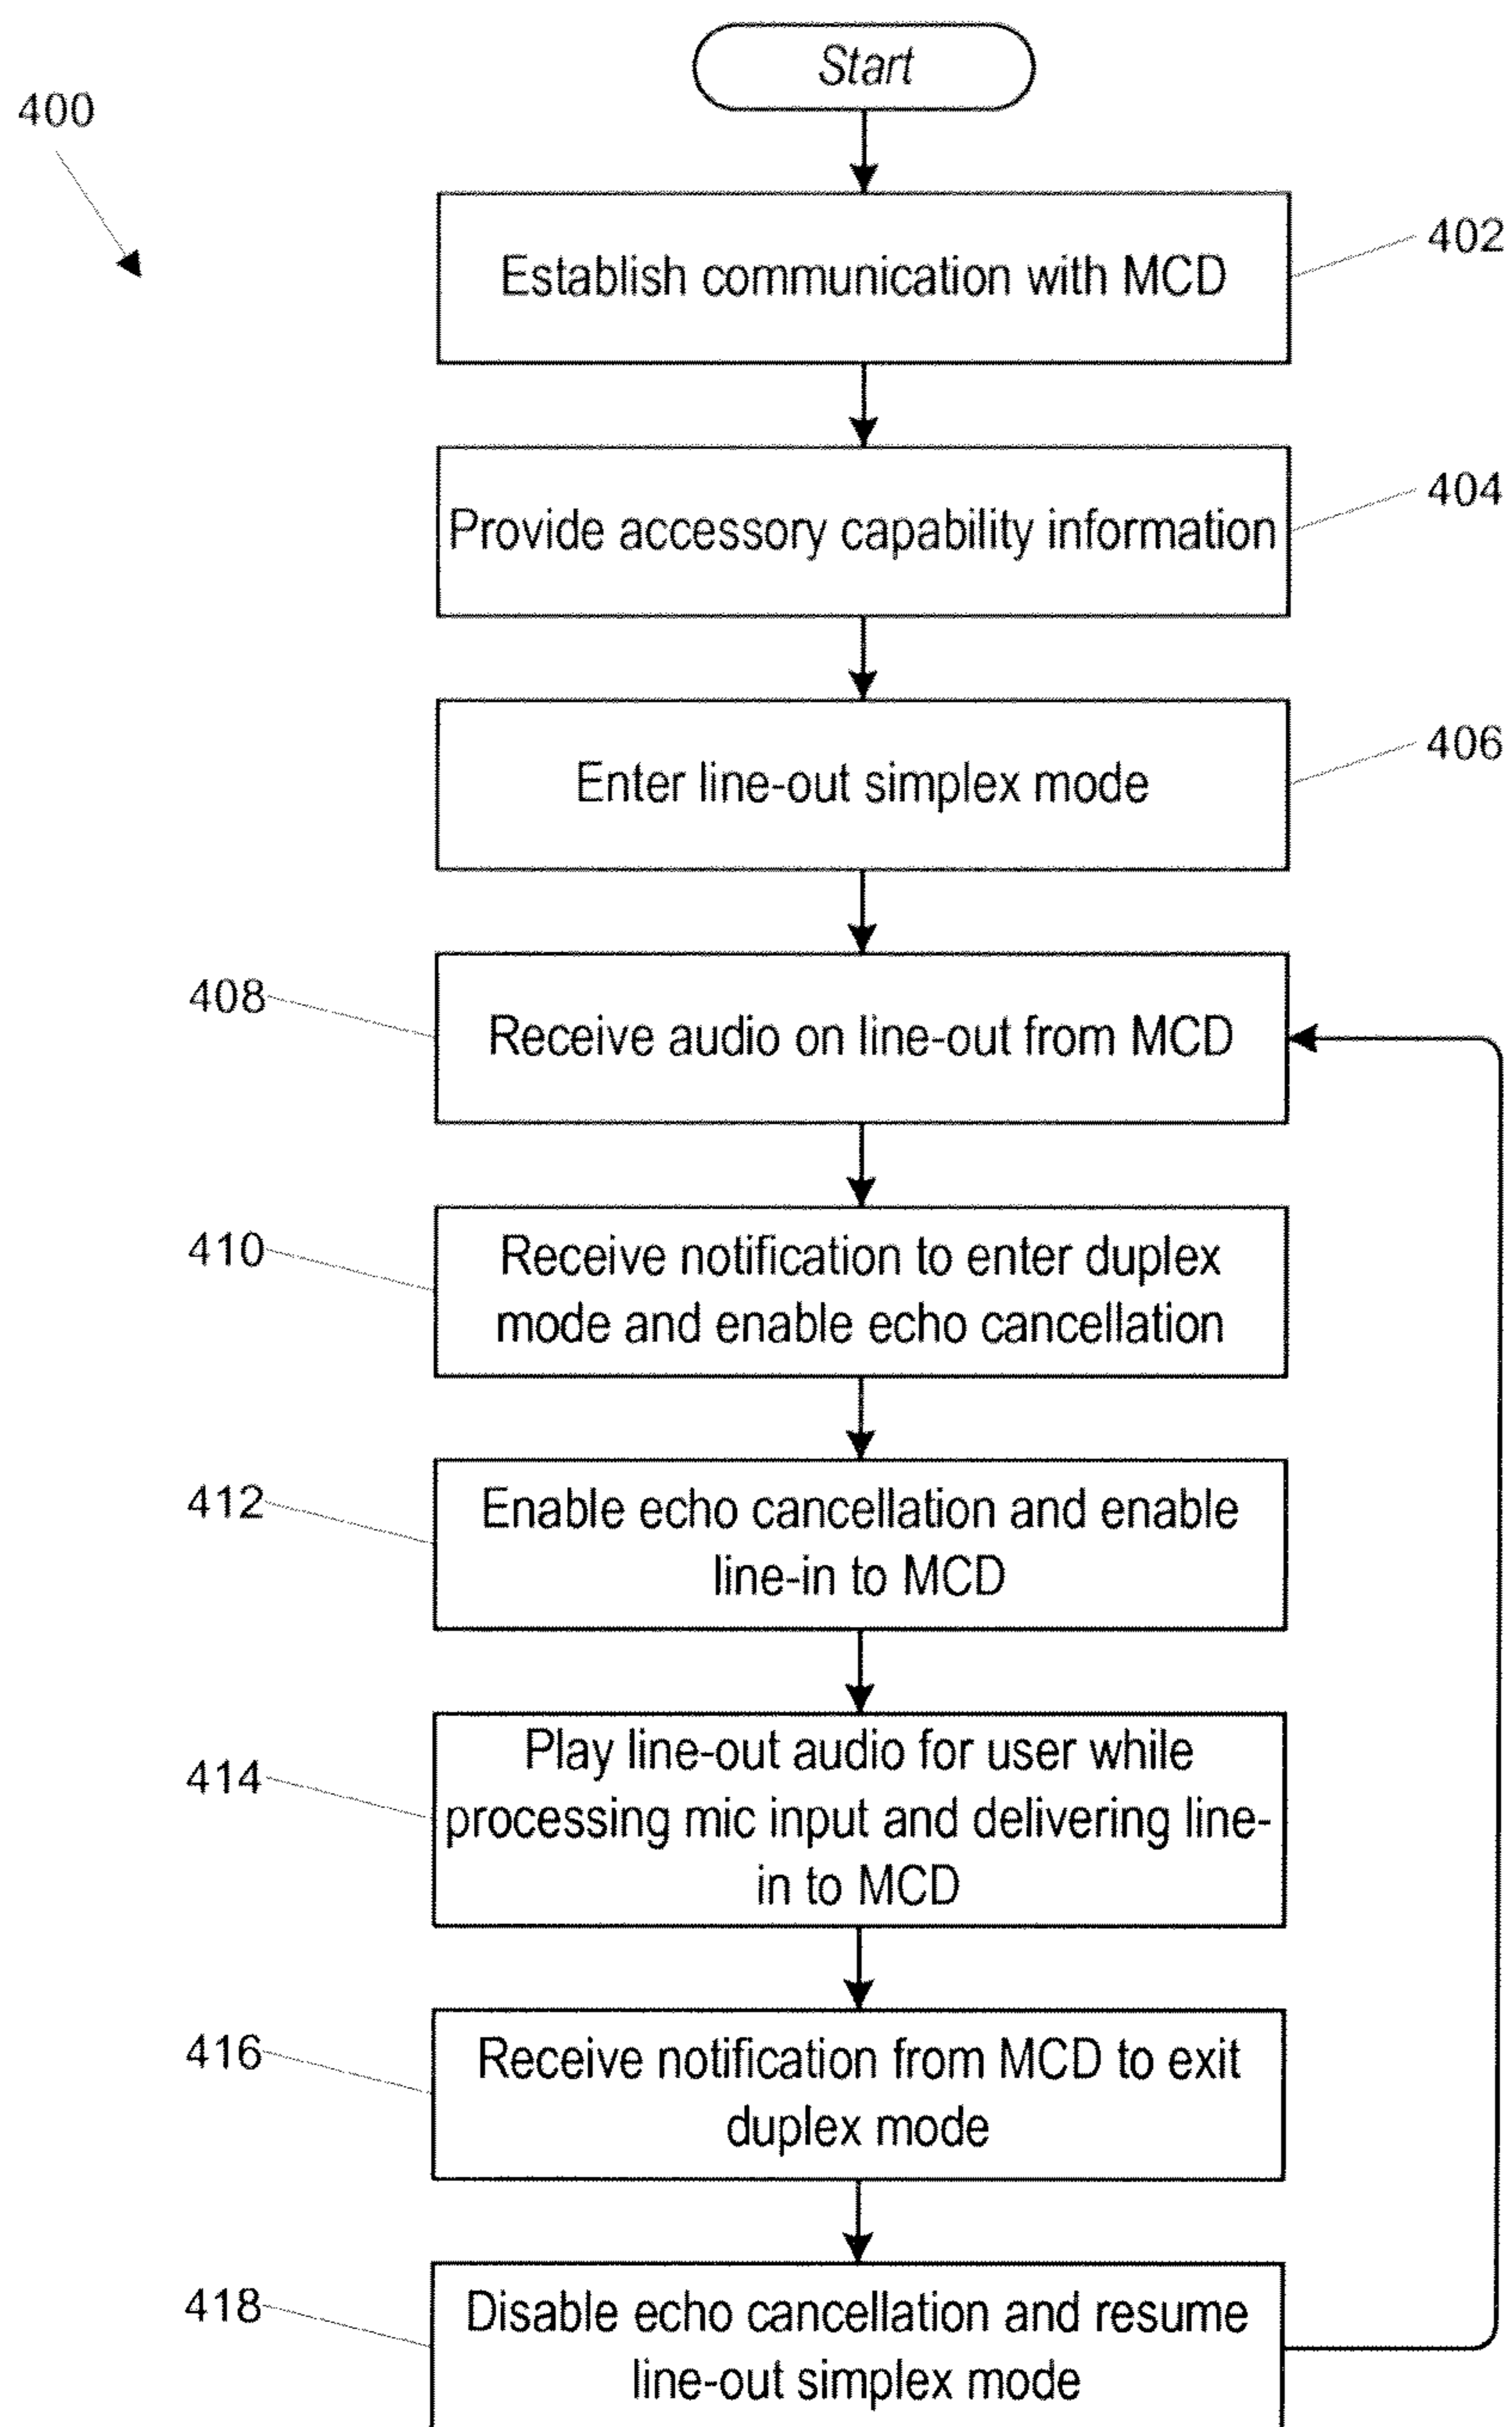 Start
400
Establish communication with MCD
402
Provide accessory capability information
404
Enter line-out simplex mode
406
408
Receive audio on line-out from MCD
410
Receive notification to enter duplex
mode and enable echo cancellation
412
Enable echo cancellation and enable
line-in to MCD
414
Play line-out audio for user while
processing mic input and delivering line-
in to MCD
416
Receive notification from MCD to exit
duplex mode
418
Disable echo cancellation and resume
line-out simplex mode